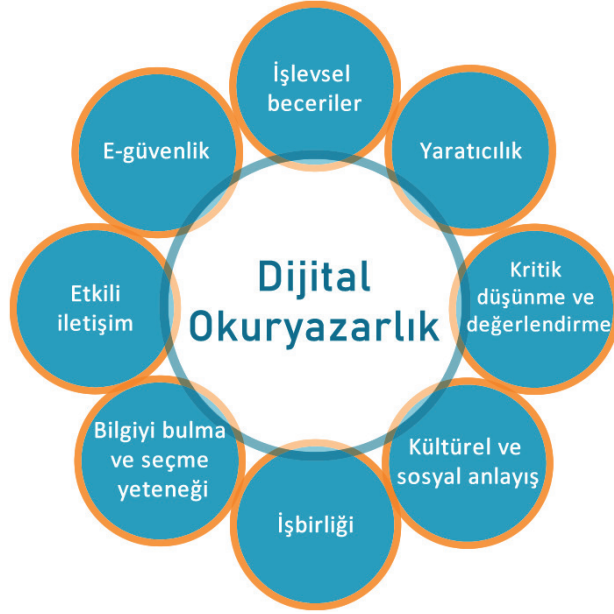 İşlevsel
beceriler
Yaratıcılık
Kritik
düşünme ve
değerlendirme
Kültürel ve
sosyal anlayış
İşbirliği
Bilgiyi bulma
ve seçme
yeteneği
Etkili
iletişim
E-güvenlik
Dijital
Okuryazarlık